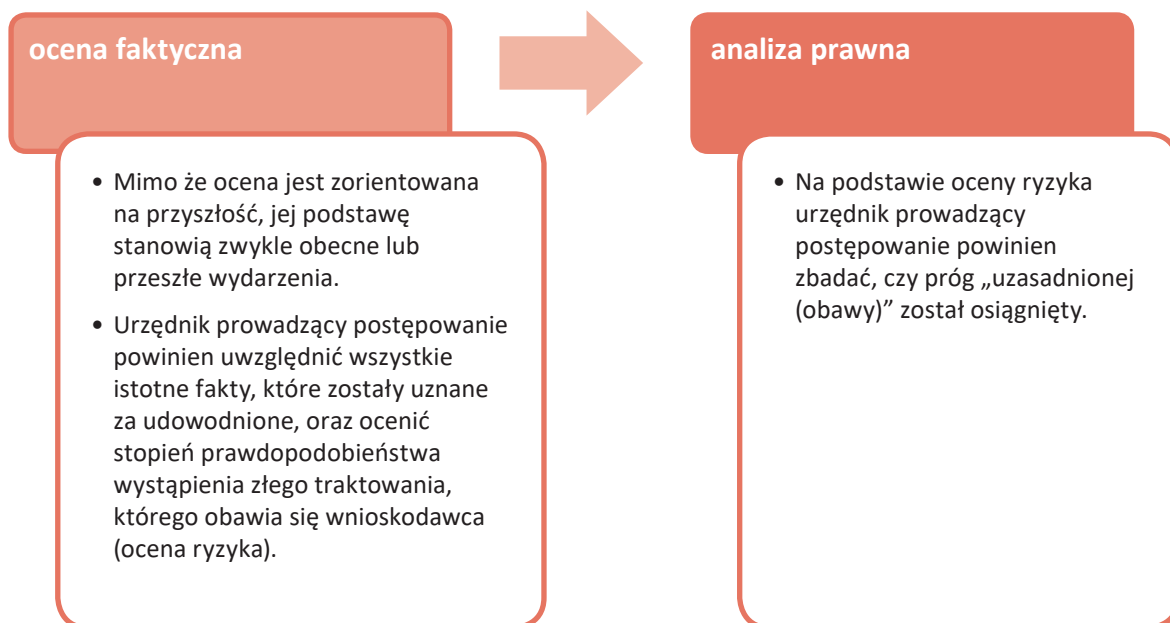 ocena faktyczna
• Mimo że ocena jest zorientowana
na przyszłość, jej podstawę
stanowią zwykle obecne lub
przeszłe wydarzenia.
• Urzędnik prowadzący postępowanie
powinien uwzględnić wszystkie
istotne fakty, które zostały uznane
za udowodnione, oraz ocenić
stopień prawdopodobieństwa
wystąpienia złego traktowania,
którego obawia się wnioskodawca
(ocena ryzyka).
analiza prawna
• Na podstawie oceny ryzyka
urzędnik prowadzący
postępowanie powinien
zbadać, czy próg „uzasadnionej
(obawy)” został osiągnięty.